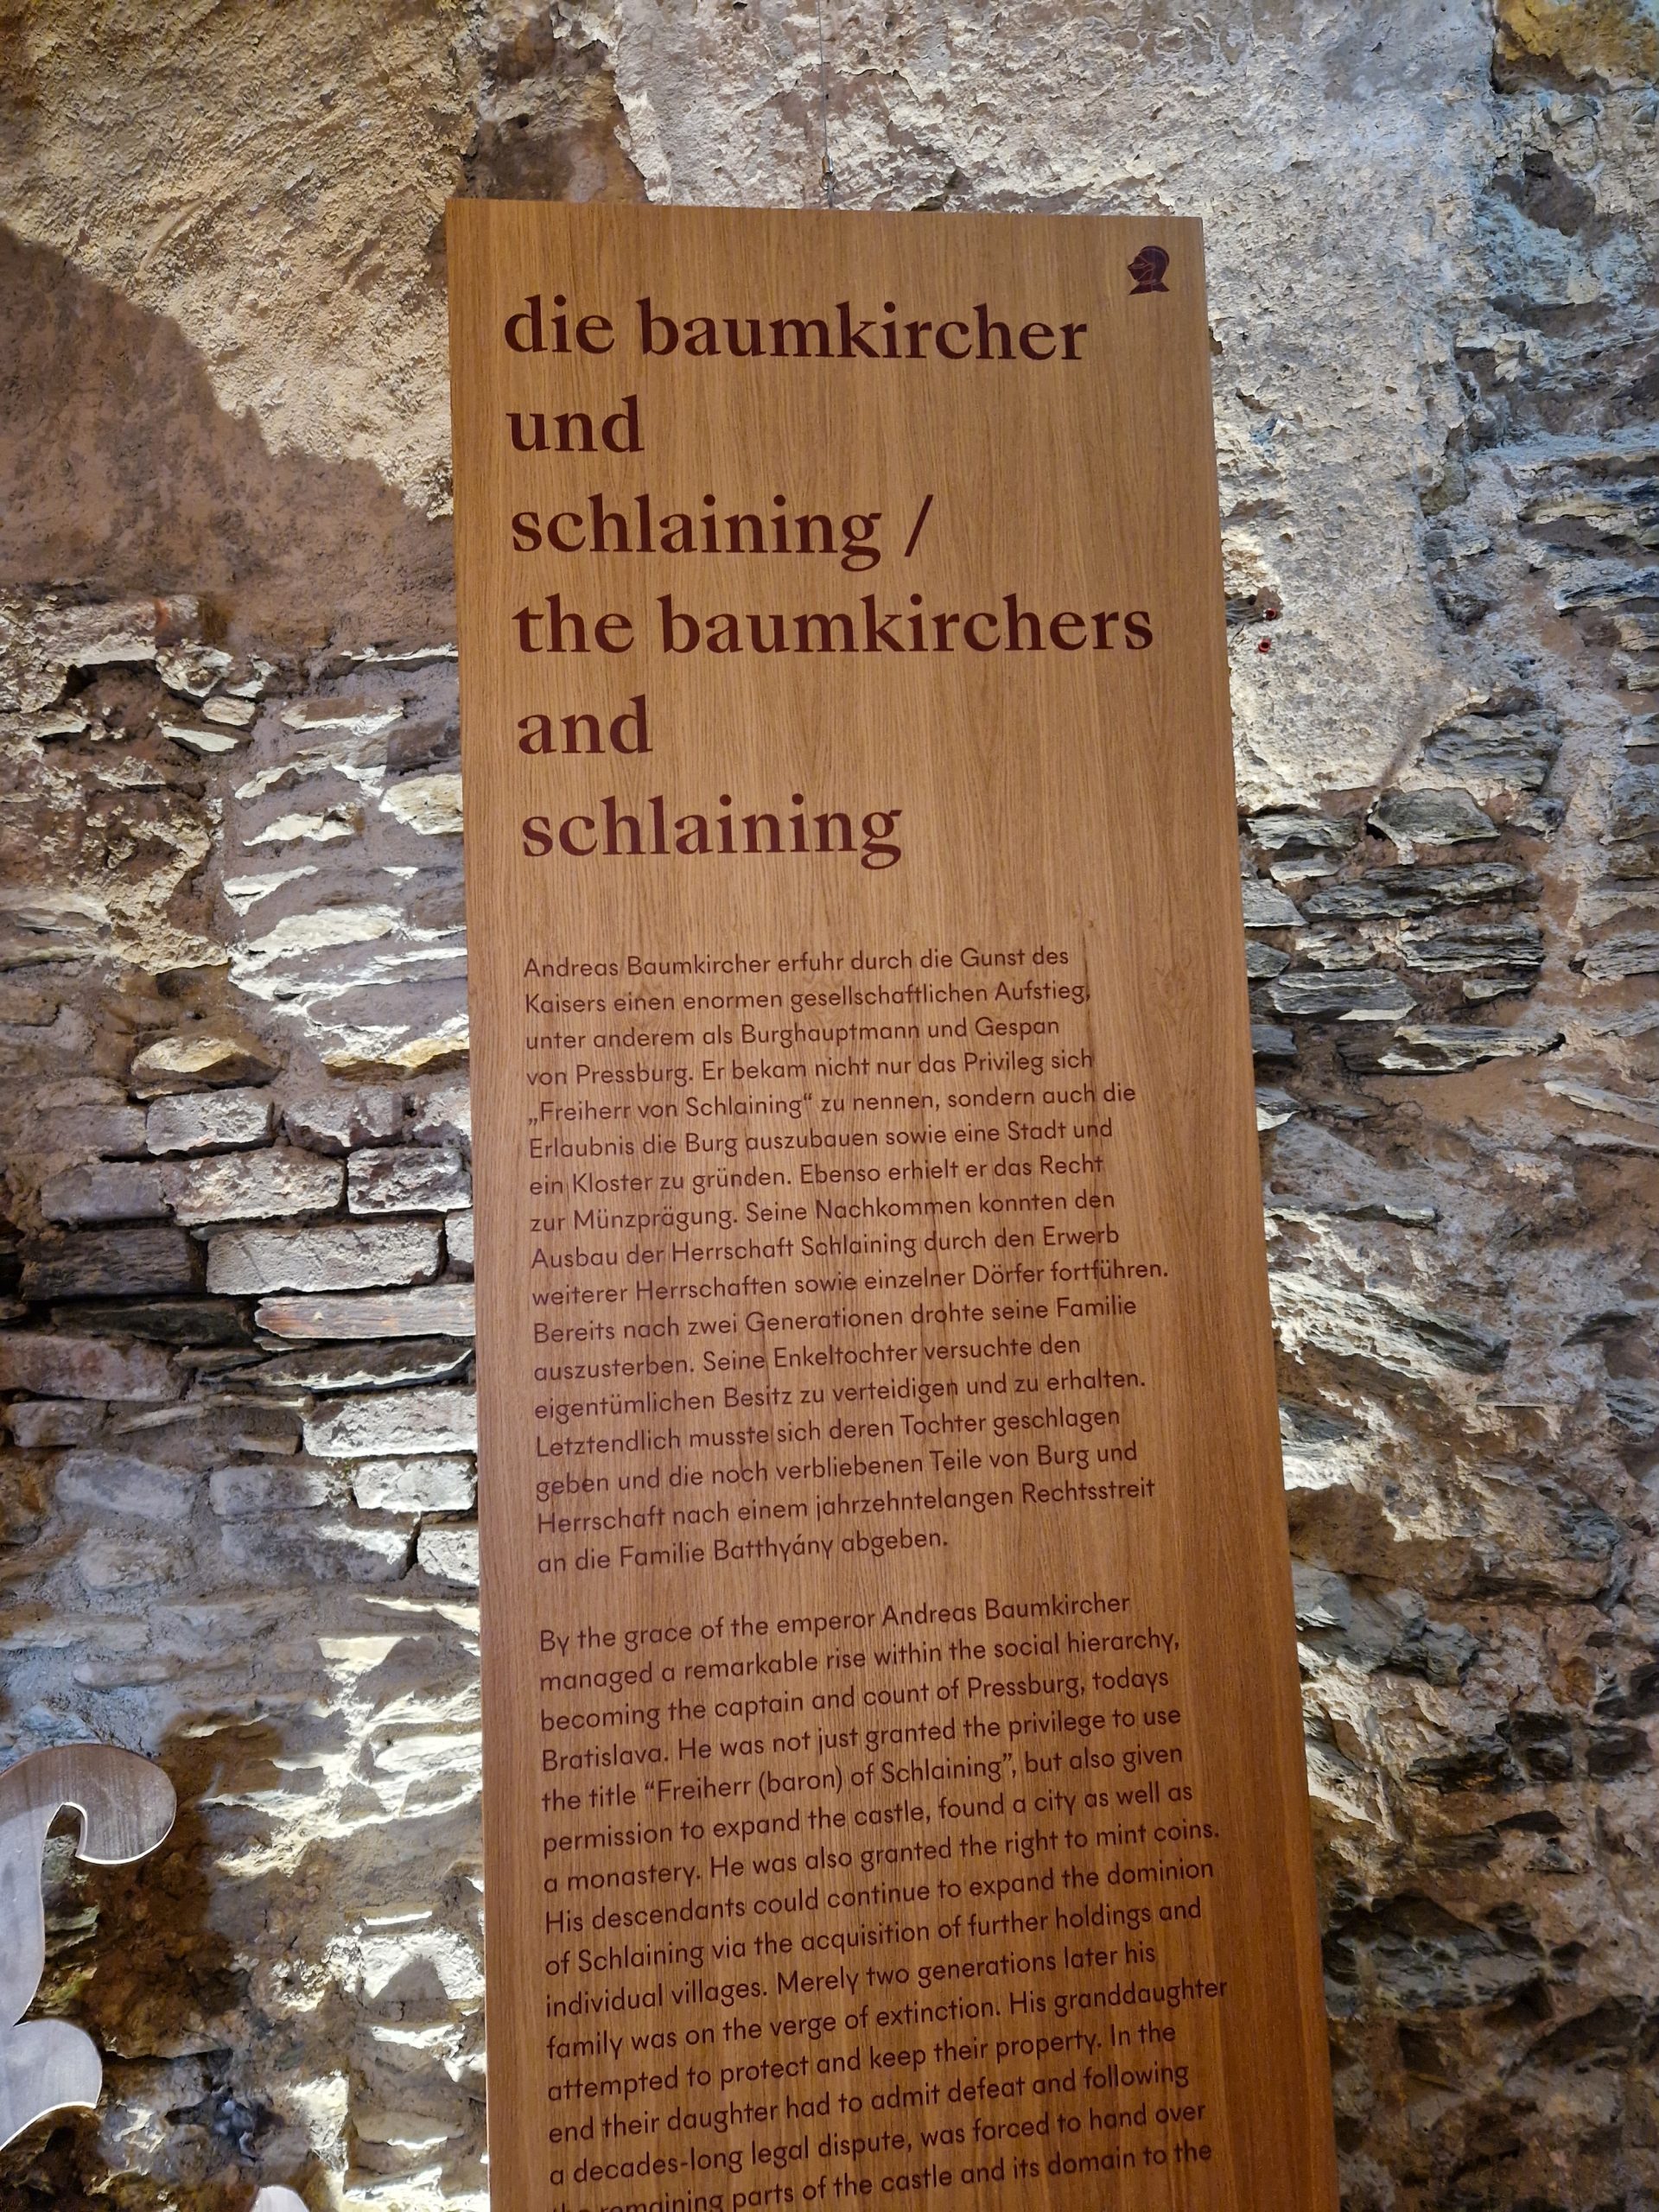 die baumkircher
und
schlaining /
the baumkirchers
and
schlaining
Andreas Baumkircher erfuhr durch die Gunst des
Kaisers einen enormen gesellschaftlichen Aufstieg,
unter anderem als Burghauptmann und Gespan
von Pressburg. Er bekam nicht nur das Privileg sich
„Freiherr von Schlaining“ zu nennen, sondern auch die
Erlaubnis die Burg auszubauen sowie eine Stadt und
ein Kloster zu gründen. Ebenso erhielt er das Recht
zur Münzprägung. Seine Nachkommen konnten den
Ausbau der Herrschaft Schlaining durch den Erwerb
weiterer Herrschaften sowie einzelner Dörfer fortführen.
Bereits nach zwei Generationen drohte seine Familie
auszusterben. Seine Enkeltochter versuchte den
eigentümlichen Besitz zu verteidigen und zu erhalten.
Letztendlich musste sich deren Tochter geschlagen
geben und die noch verbliebenen Teile von Burg und
Herrschaft nach einem jahrzehntelangen Rechtsstreit
an die Familie Batthyány abgeben.
By the grace of the emperor Andreas Baumkircher
managed a remarkable rise within the social hierarchy,
becoming the captain and count of Pressburg, todays
Bratislava. He was not just granted the privilege to use
the title “Freiherr (baron) of Schlaining”, but also given
permission to expand the castle, found a city as well as
a monastery. He was also granted the right to mint coins.
His descendants could continue to expand the dominion
of Schlaining via the acquisition of further holdings and
individual villages. Merely two generations later his
family was on the verge of extinction. His granddaughter
attempted to protect and keep their property. In the
end their daughter had to admit defeat and following
a decades-long legal dispute, was forced to hand over
the remaining parts of the castle and its domain to the